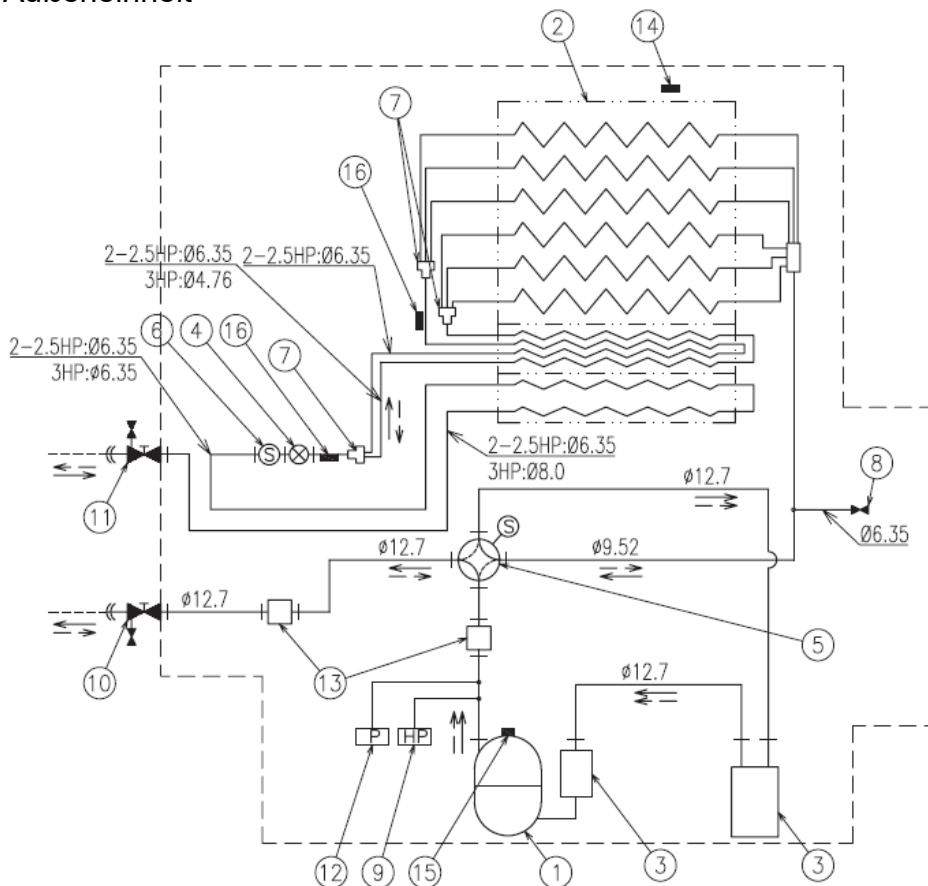 Außeneinheit
2
14
7
16
2-2.5HP:Ø6.35
3HP:Ø4.76
2-2.5HP:Ø6.35
6
4
16
7
2-2.5HP:Ø6.35
3HP:Ø6.35
S
2-2.5HP:Ø6.35
3HP:Ø8.0
11
ø12.7
8
S
Ø6.35
ø12.7
Ø9.52
ø12.7
5
10
13
ø12.7
P
HP
12
9
15
1
3
3